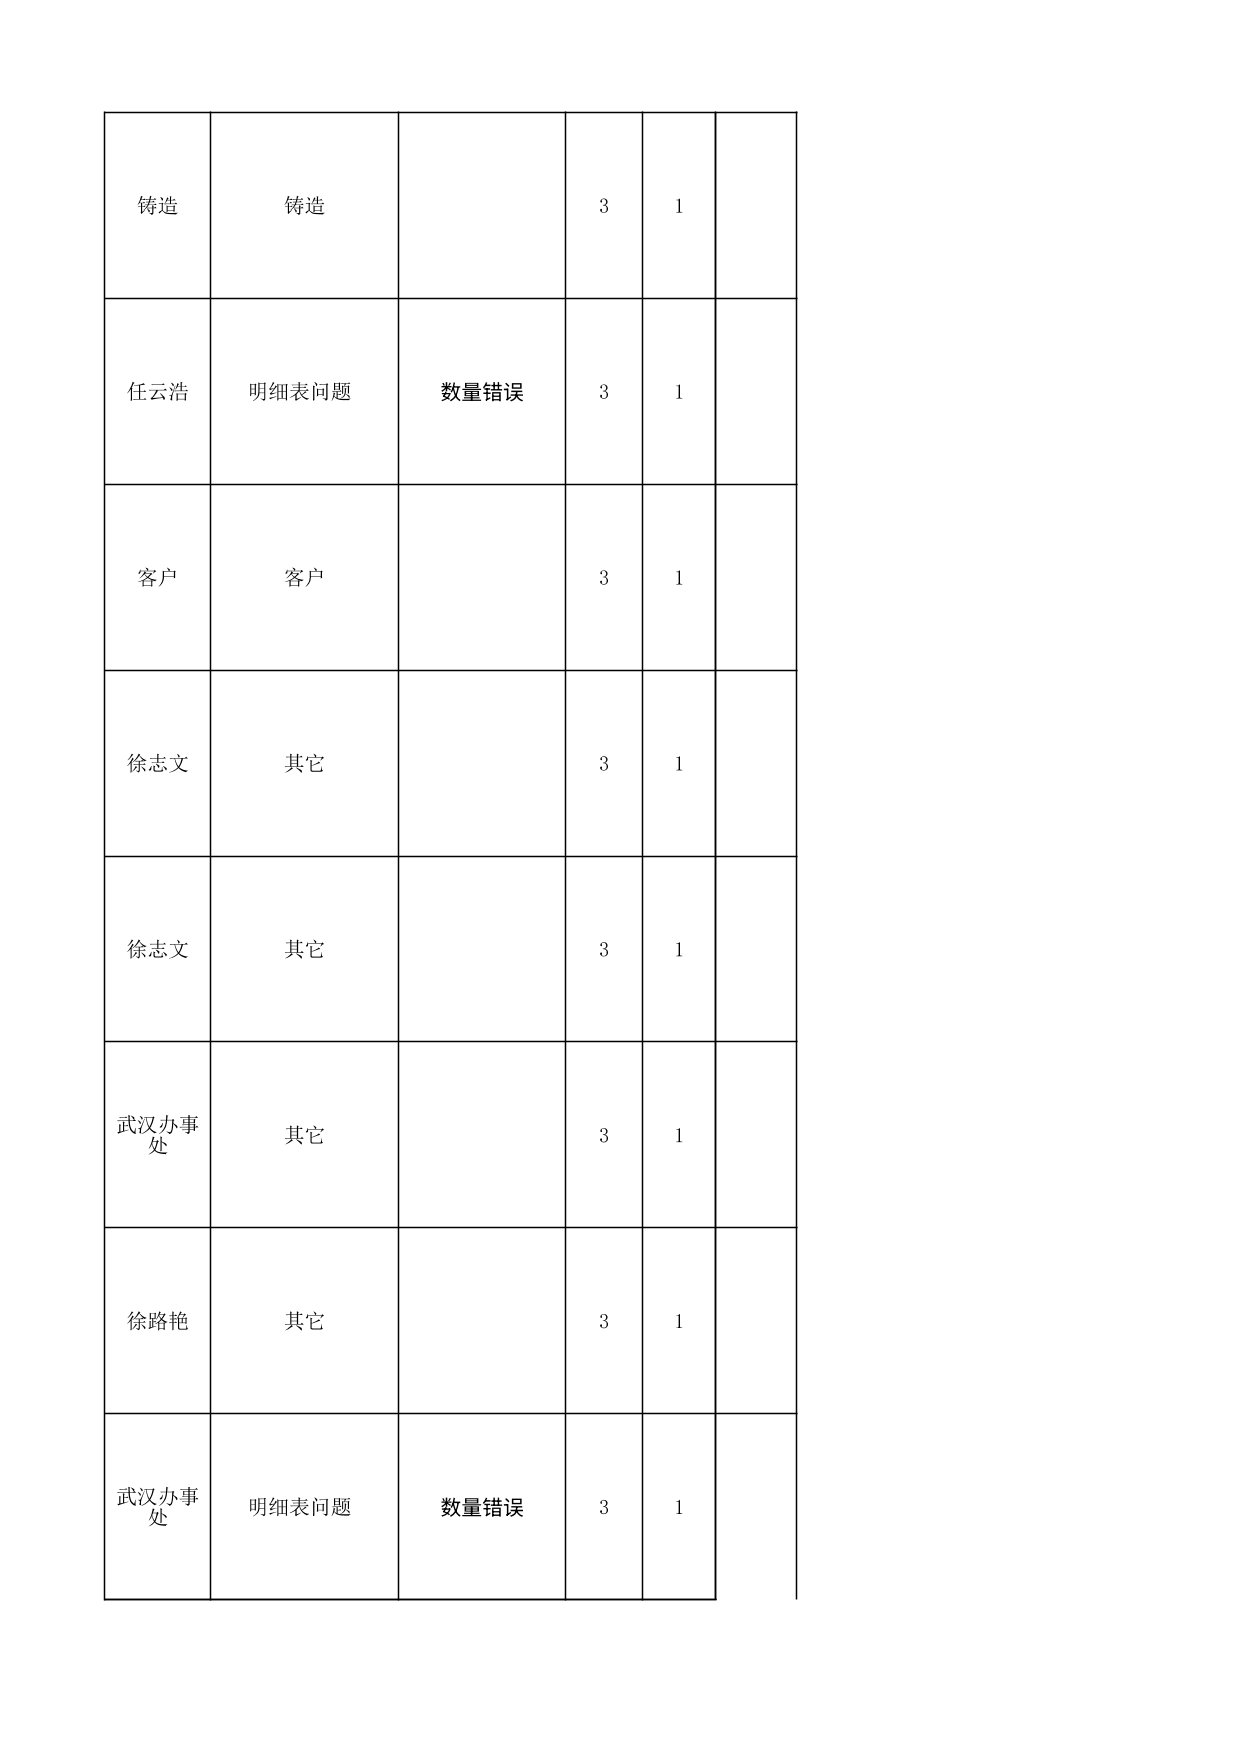 铸造 铸造 3 1
任云浩 明细表问题 数量错误 3 1
客户 客户 3 1
徐志文 其它 3 1
徐志文 其它 3 1
武汉办事
处 其它 3 1
徐路艳 其它 3 1
武汉办事
处 明细表问题 数量错误 3 1